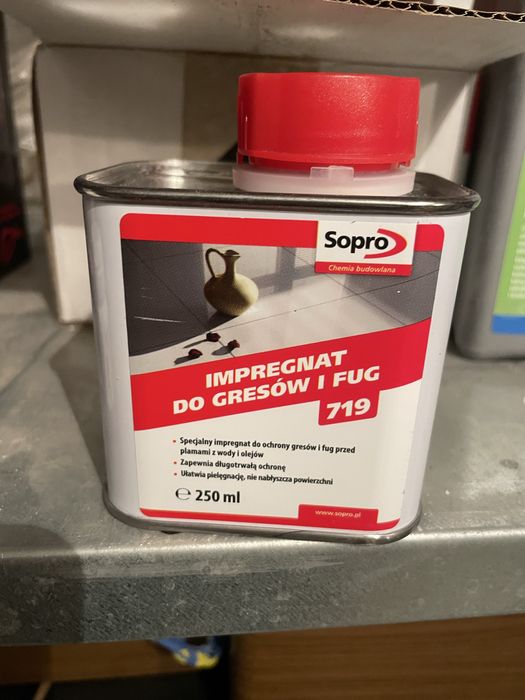 Sopro
Chemia budowlana
IMPREGNAT
DO GRESÓW I FUG
719
• Specjalny impregnat do ochrony gresów i fug przed
plamami z wody i olejów
• Zapewnia długotrwałą ochronę
• Ułatwia pielęgnację, nie nabłyszcza powierzchni
℮ 250 ml
www.sopro.pl